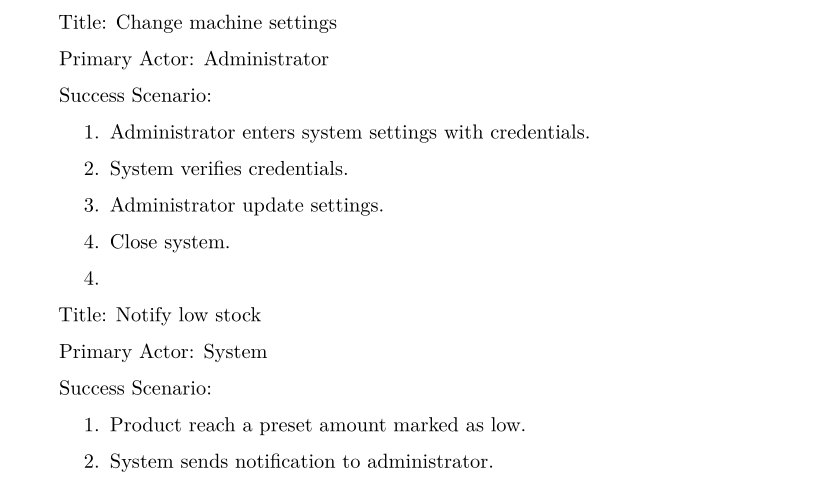 Title: Change machine settings
Primary Actor: Administrator
Success Scenario:
1. Administrator enters system settings with credentials.
2. System verifies credentials.
3. Administrator update settings.
4. Close system.
4.
Title: Notify low stock
Primary Actor: System
Success Scenario:
1. Product reach a preset amount marked as low.
2. System sends notification to administrator.